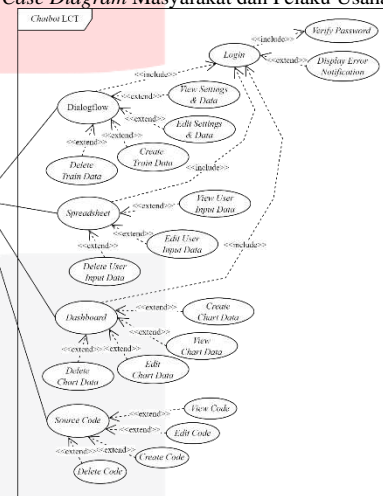 Case Diagram Masyarakat dan Pelaku Usaha
Chatbot LCT
Verify Password
<<include>>
Login
<<extend>>
Display Error
Notification
<<include>>
View Settings
& Data
<<extend>>
Dialogflow
<<extend>>
Edit Settings
& Data
<<extend>>
<<extend>>
Create
Train Data
Delete
Train Data
<<include>>
View User
Input Data
<<extend>>
Spreadsheet
<<extend>>
Edit User
Input Data
<<extend>>
<<include>>
Delete User
Input Data
Create
Chart Data
<<extend>>
Dashboard
<<extend>>
View
Chart Data
<<extend>>
<<extend>>
Edit
Chart Data
Delete
Chart Data
View Code
<<extend>>
Source Code
<<extend>>
Edit Code
<<extend>>
<<extend>>
Create Code
Delete Code